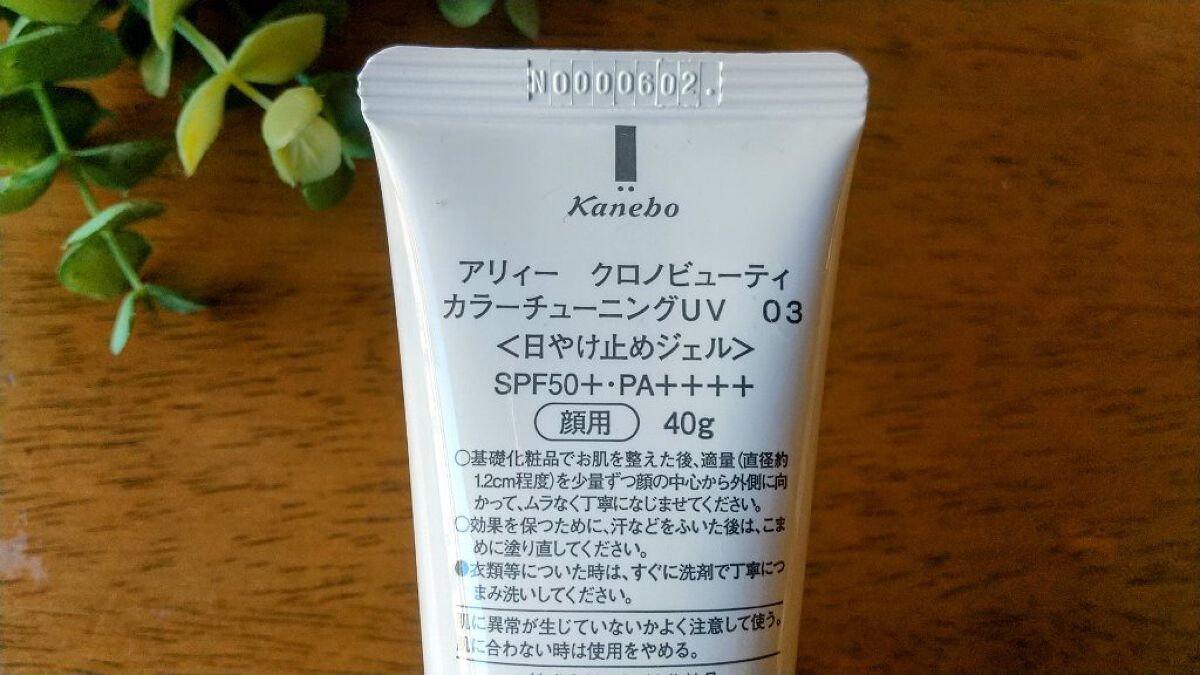 N0000602.
Kanebo
アリィー クロノビューティ
カラーチューニングUV 03
<日やけ止めジェル>
SPF50+・PA++++
顔用 40g
○基礎化粧品でお肌を整えた後、適量(直径約
1.2cm程度)を少量ずつ顔の中心から外側に向
かって、ムラなく丁寧になじませてください。
○効果を保つために、汗などをふいた後は、こま
めに塗り直してください。
●衣類等についた時は、すぐに洗剤で丁寧につ
まみ洗いしてください。
肌に異常が生じていないかよく注意して使う。
肌に合わない時は使用をやめる。